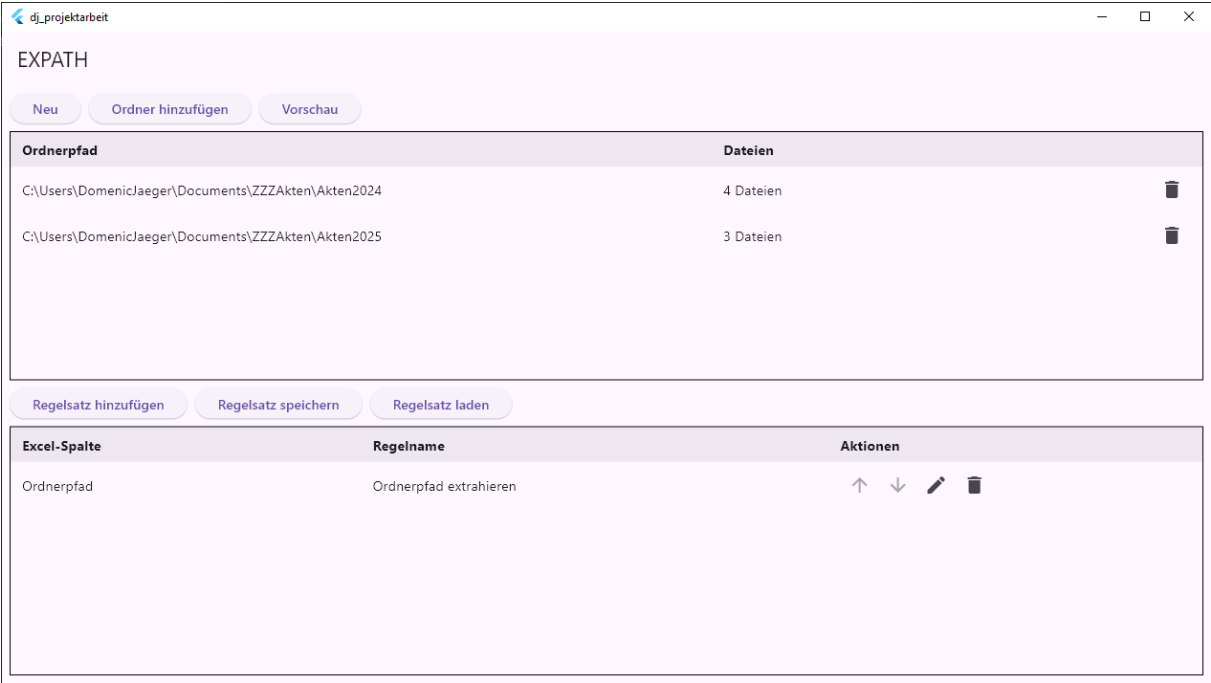 dj_projektarbeit
EXPATH
Neu Ordner hinzufügen Vorschau
Ordnerpfad Dateien
C:\Users\DomenicJaeger\Documents\ZZZAkten\Akten2024 4 Dateien
C:\Users\DomenicJaeger\Documents\ZZZAkten\Akten2025 3 Dateien
Regelsatz hinzufügen Regelsatz speichern Regelsatz laden
Excel-Spalte Regelname Aktionen
Ordnerpfad Ordnerpfad extrahieren